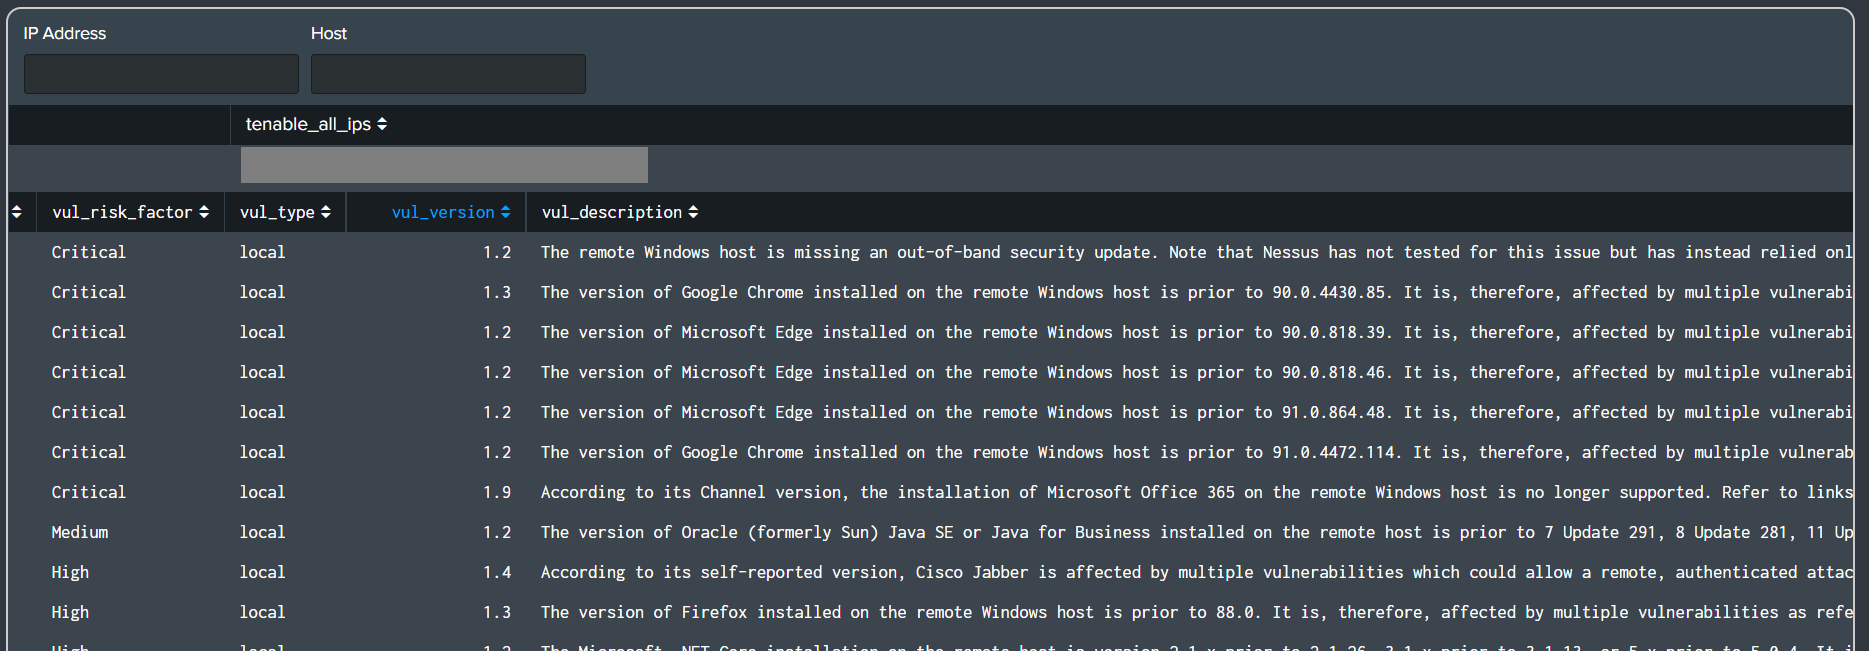 IP Address Host
tenable_all_ips
vul_risk_factor vul_type vul_version vul_description
Critical local 1.2 The remote Windows host is missing an out-of-band security update. Note that Nessus has not tested for this issue but has instead relied onl
Critical local 1.3 The version of Google Chrome installed on the remote Windows host is prior to 90.0.4430.85. It is, therefore, affected by multiple vulnerabi
Critical local 1.2 The version of Microsoft Edge installed on the remote Windows host is prior to 90.0.818.39. It is, therefore, affected by multiple vulnerabi
Critical local 1.2 The version of Microsoft Edge installed on the remote Windows host is prior to 90.0.818.46. It is, therefore, affected by multiple vulnerabi
Critical local 1.2 The version of Microsoft Edge installed on the remote Windows host is prior to 91.0.864.48. It is, therefore, affected by multiple vulnerabi
Critical local 1.2 The version of Google Chrome installed on the remote Windows host is prior to 91.0.4472.114. It is, therefore, affected by multiple vulnerab
Critical local 1.9 According to its Channel version, the installation of Microsoft Office 365 on the remote Windows host is no longer supported. Refer to links
Medium local 1.2 The version of Oracle (formerly Sun) Java SE or Java for Business installed on the remote host is prior to 7 Update 291, 8 Update 281, 11 Up
High local 1.4 According to its self-reported version, Cisco Jabber is affected by multiple vulnerabilities which could allow a remote, authenticated attac
High local 1.3 The version of Firefox installed on the remote Windows host is prior to 88.0. It is, therefore, affected by multiple vulnerabilities as refe
High local The Microsoft .NET Core installation on the remote host is version